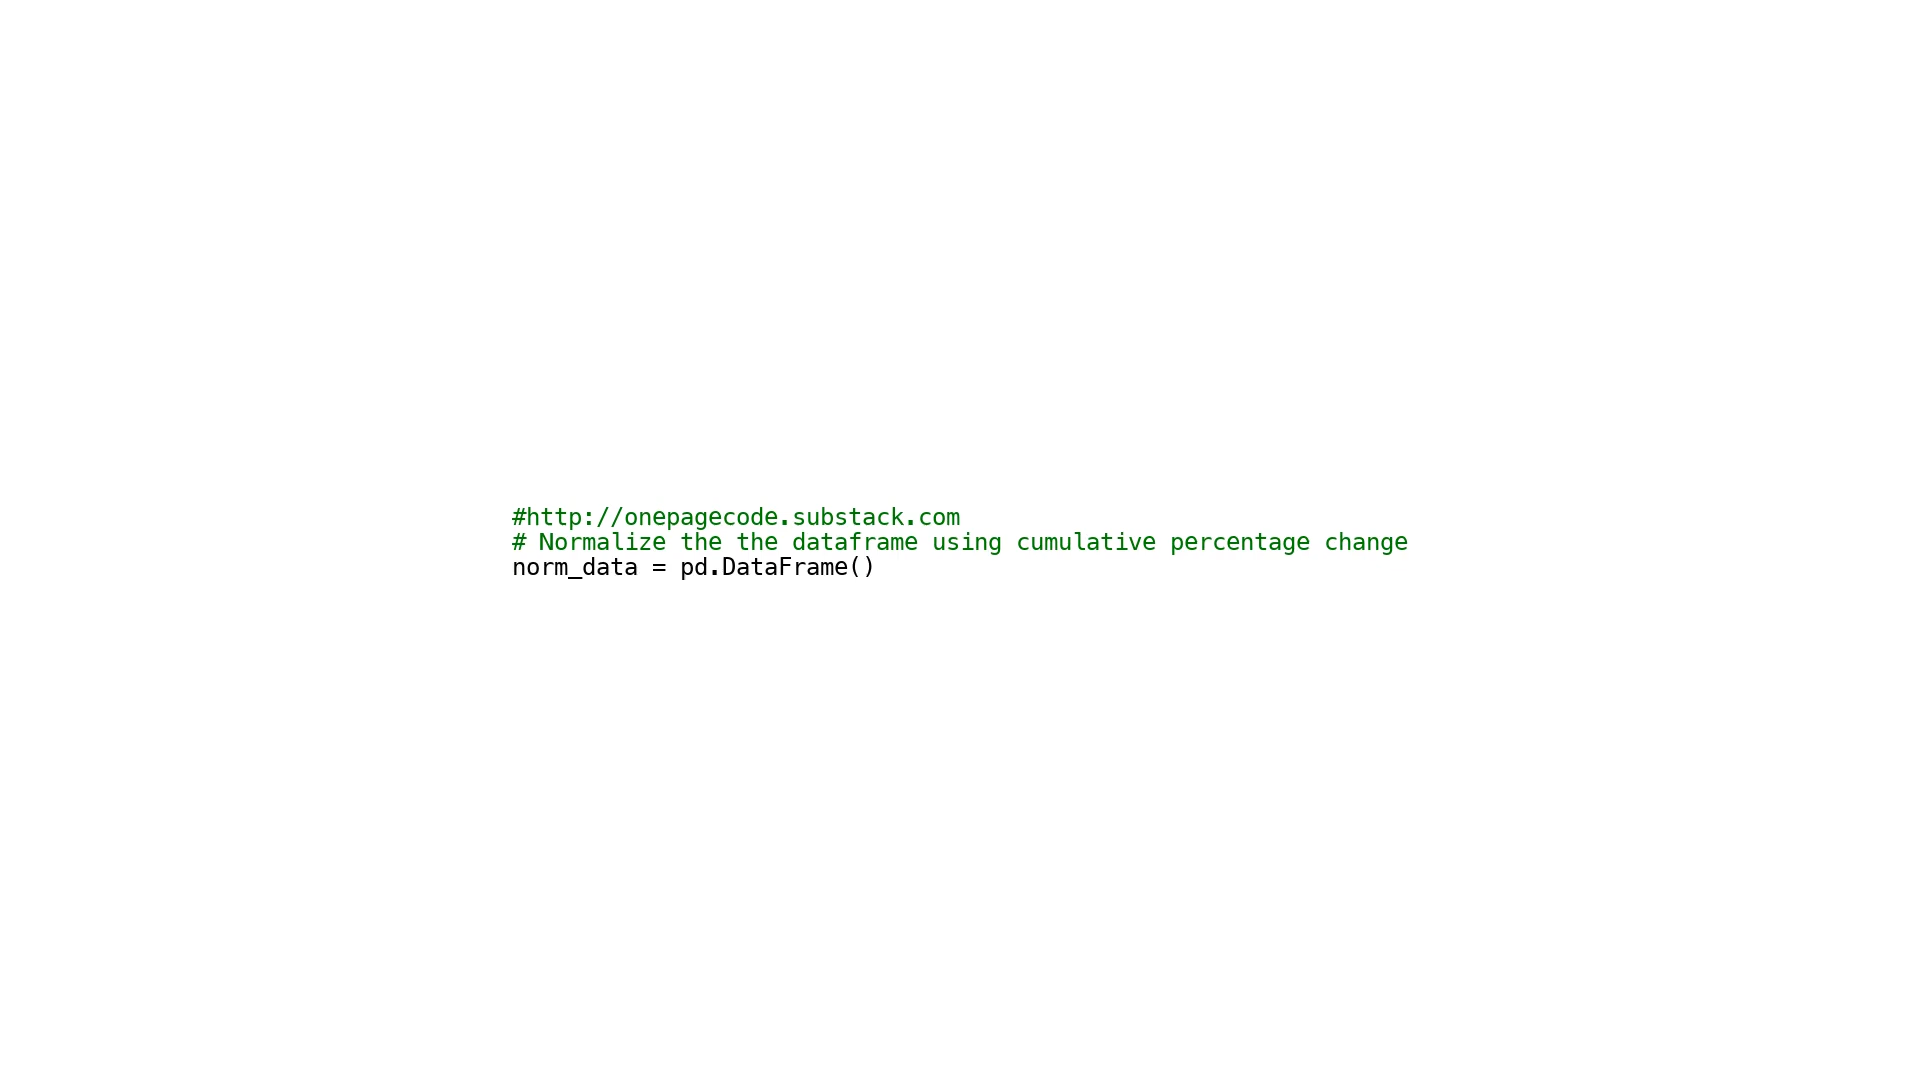 #http://onepagecode.substack.com
# Normalize the the dataframe using cumulative percentage change
norm_data = pd.DataFrame()